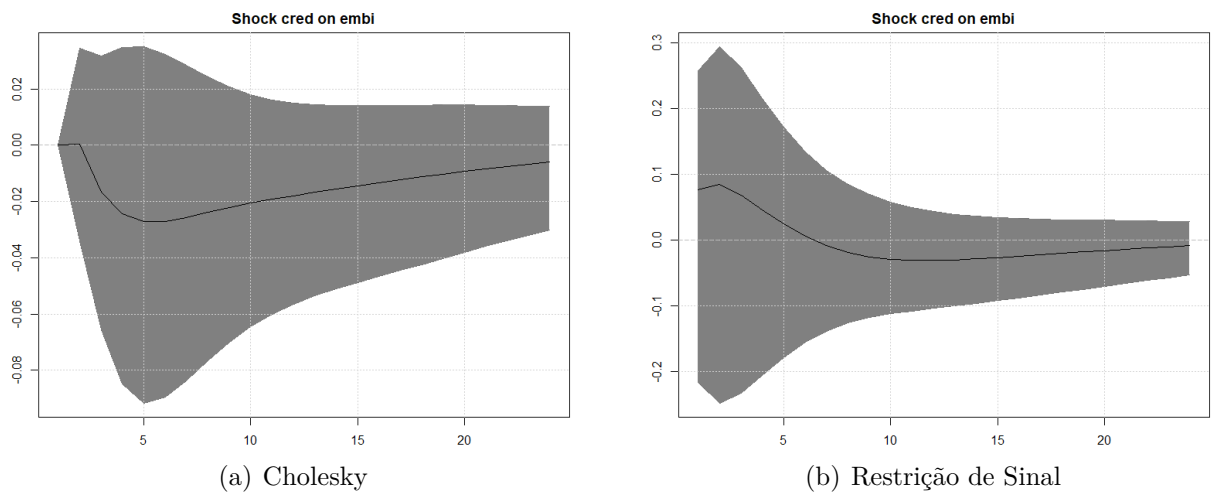 Shock cred on embi
0.02
0.00
-0.02
-0.04
-0.06
-0.08
5 10 15 20
(a) Cholesky
Shock cred on embi
0.3
0.2
0.1
0.0
-0.1
-0.2
5 10 15 20
(b) Restrição de Sinal